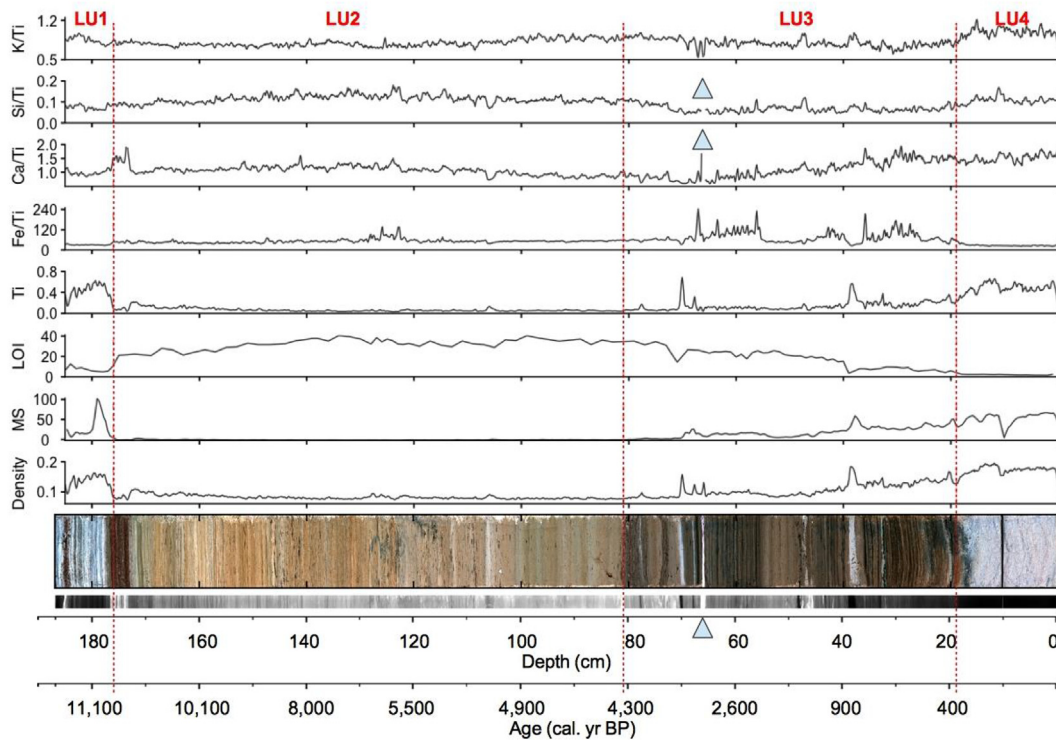 LU1 LU2 LU3 LU4
K/Ti 1.2 0.5
Si/Ti 0.2 0.1 0.0
Ca/Ti 2.0 1.5 1.0
Fe/Ti 240 120 0
Ti 0.8 0.4 0.0
LOI 40 20 0
MS 100 50 0
Density 0.2 0.1
180 160 140 120 100 80 60 40 20 0
Depth (cm)
11,100 10,100 8,000 5,500 4,900 4,300 2,600 900 400
Age (cal. yr BP)